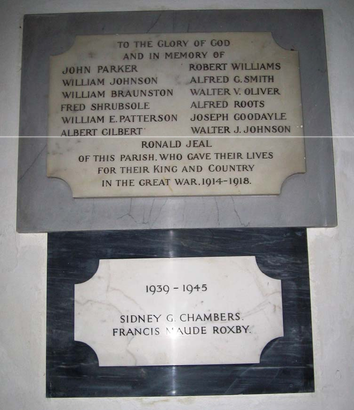 TO THE GLORY OF GOD
AND IN MEMORY OF
JOHN PARKER ROBERT WILLIAMS
WILLIAM JOHNSON ALFRED G. SMITH
WILLIAM BRAUNSTON WALTER V. OLIVER
FRED SHRUBSOLE ALFRED ROOTS
WILLIAM E. PATTERSON JOSEPH GOODAYLE
ALBERT GILBERT WALTER J. JOHNSON
RONALD JEAL
OF THIS PARISH, WHO GAVE THEIR LIVES
FOR THEIR KING AND COUNTRY
IN THE GREAT WAR, 1914-1918.
1939 - 1945
SIDNEY G. CHAMBERS.
FRANCIS MAUDE ROXBY.